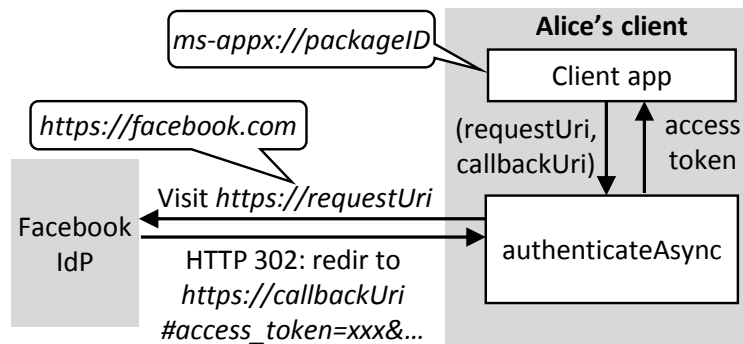 Alice's client
ms-appx://packageID
Client app
https://facebook.com
(requestUri,
callbackUri)
access
token
Visit https://requestUri
Facebook
IdP
authenticateAsync
HTTP 302: redir to
https://callbackUri
#access_token=xxx&...